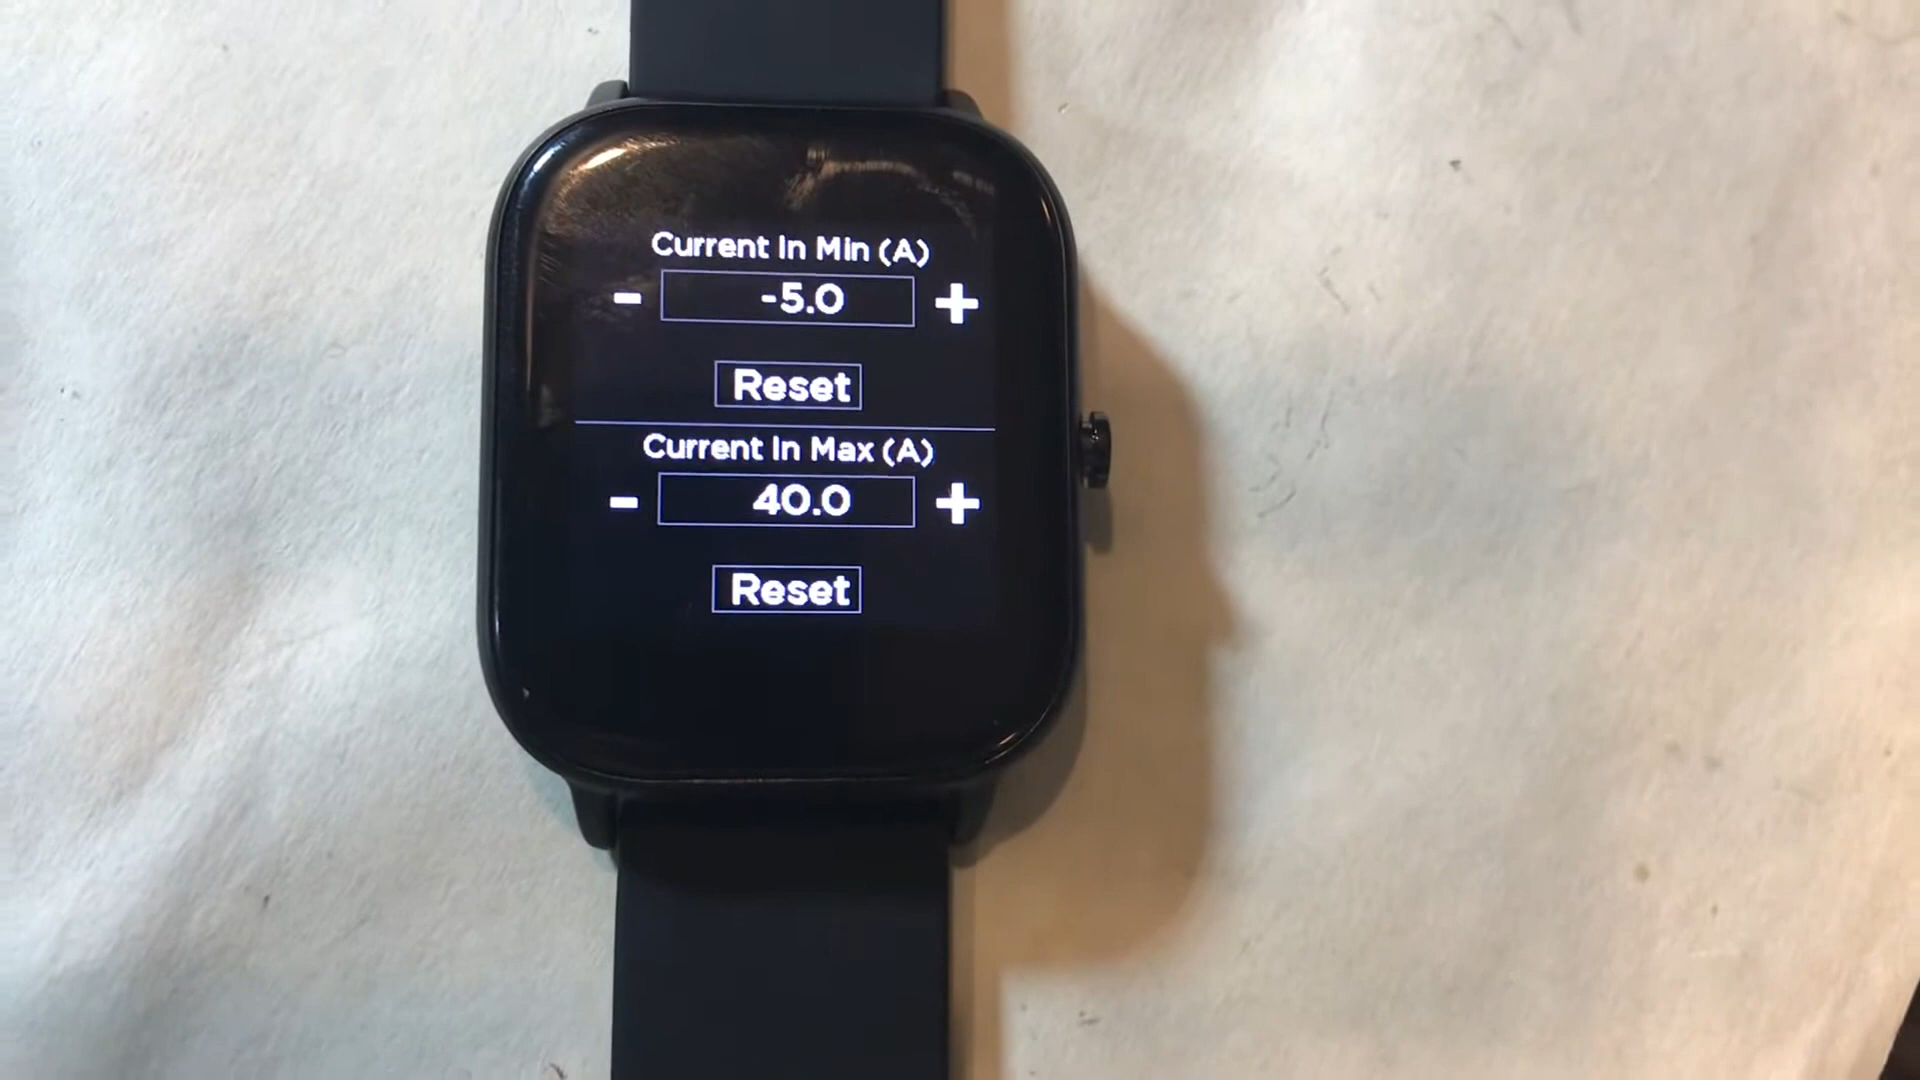 Current In Min (A)
- -5.0 +
Reset
Current In Max (A)
- 40.0 +
Reset